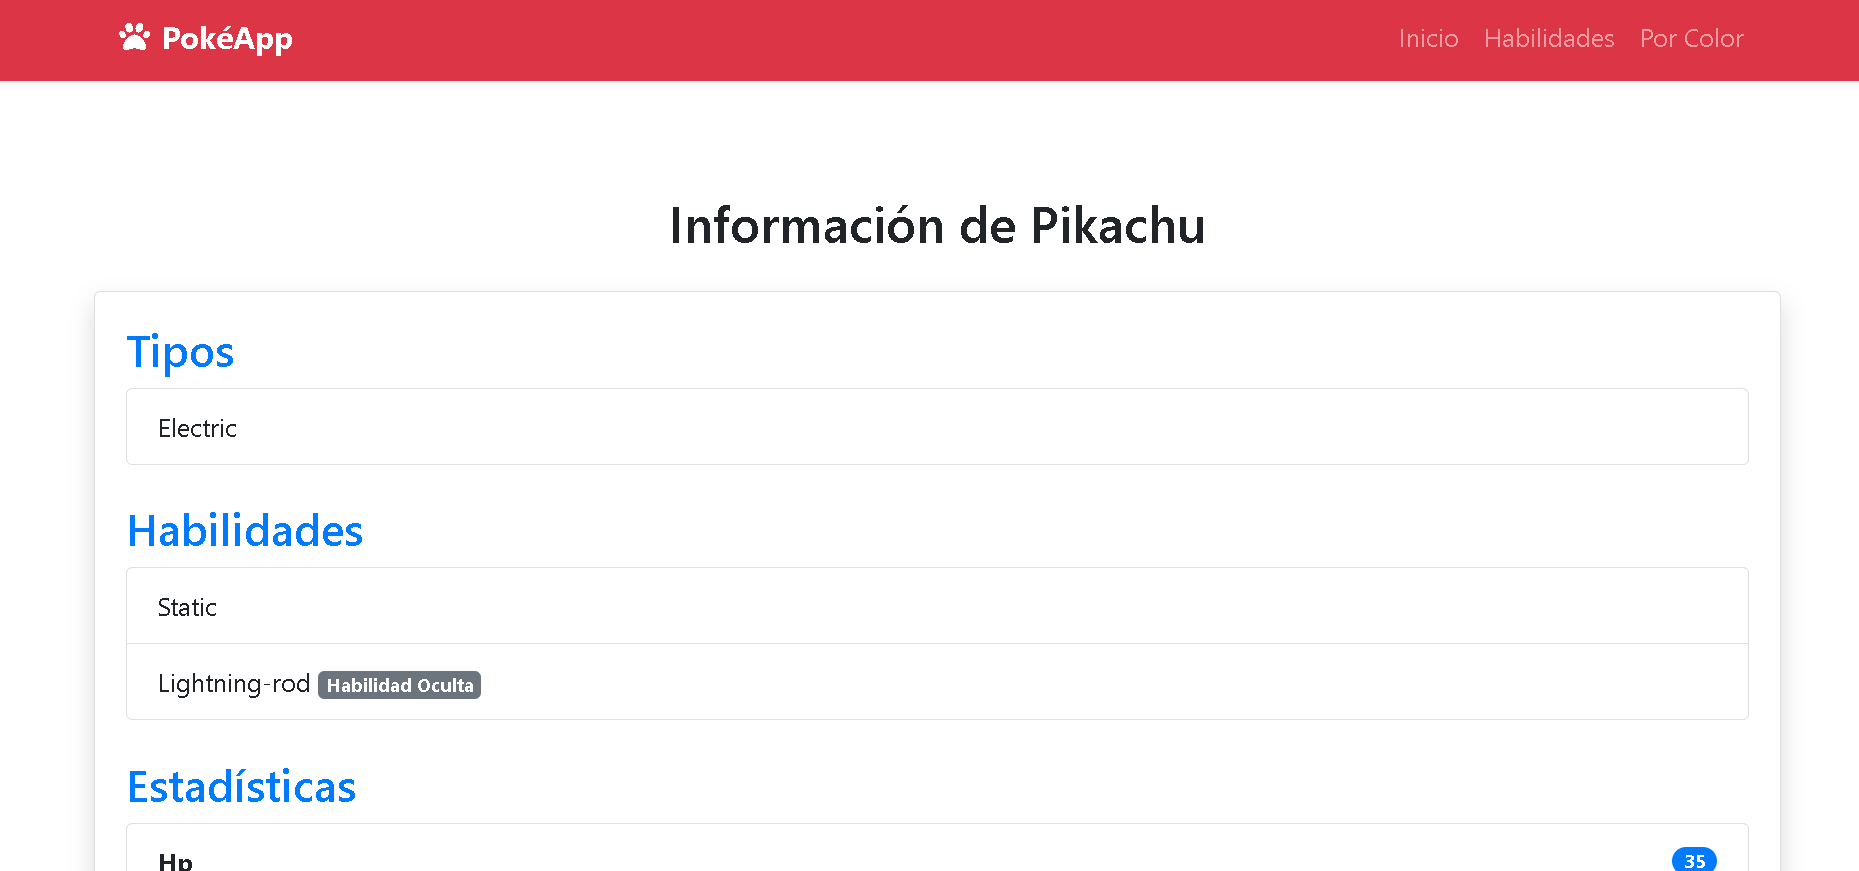 PokéApp
Inicio Habilidades Por Color
Información de Pikachu
Tipos
Electric
Habilidades
Static
Lightning-rod Habilidad Oculta
Estadísticas
Hp 35